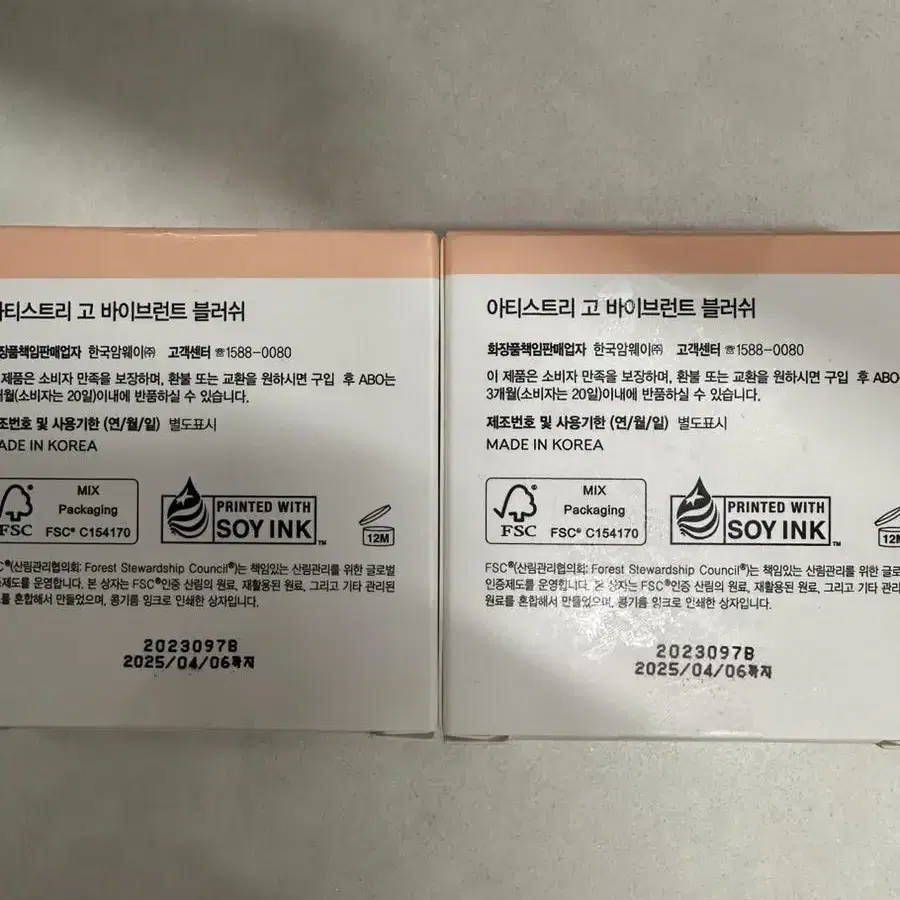 아티스트리 고 바이브런트 블러쉬
화장품책임판매업자 한국암웨이㈜ 고객센터 ☏1588-0080
제품은 소비자 만족을 보장하며, 환불 또는 교환을 원하시면 구입 후 ABO는
(소비자는 20일)이내에 반품하실 수 있습니다.
제조번호 및 사용기한 (연/월/일) 별도표시
MADE IN KOREA
FSC
MIX
Packaging
FSC® C154170
PRINTED WITH
SOY INK™
12M
FSC®(산림관리협의회: Forest Stewardship Council®)는 책임있는 산림관리를 위한 글로벌
인증제도를 운영합니다. 본 상자는 FSC®인증 산림의 원료, 재활용된 원료, 그리고 기타 관리된
를 혼합해서 만들었으며, 콩기름 잉크로 인쇄한 상자입니다.
2023097B
2025/04/06까지
아티스트리 고 바이브런트 블러쉬
화장품책임판매업자 한국암웨이㈜ 고객센터 ☏1588-0080
이 제품은 소비자 만족을 보장하며, 환불 또는 교환을 원하시면 구입 후 ABO
3개월(소비자는 20일)이내에 반품하실 수 있습니다.
제조번호 및 사용기한 (연/월/일) 별도표시
MADE IN KOREA
FSC
MIX
Packaging
FSC® C154170
PRINTED WITH
SOY INK™
12M
FSC®(산림관리협의회: Forest Stewardship Council®)는 책임있는 산림관리를 위한 글로
인증제도를 운영합니다. 본 상자는 FSC®인증 산림의 원료, 재활용된 원료, 그리고 기타 관리
원료를 혼합해서 만들었으며, 콩기름 잉크로 인쇄한 상자입니다.
2023097B
2025/04/06까지